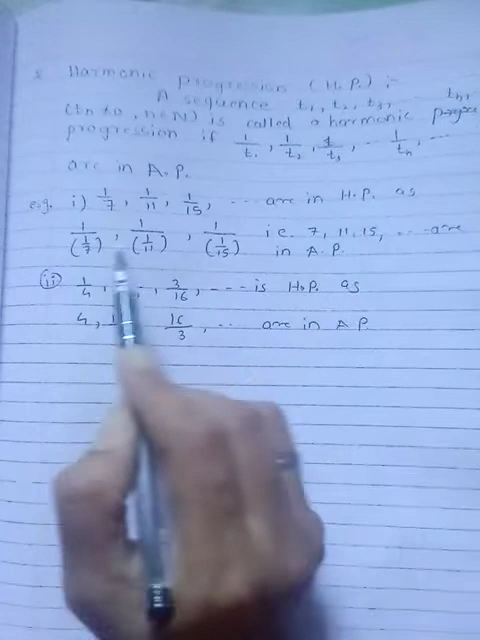 Harmonic progression (H.P.) :-
A sequence t₁, t₂, t₃, tₙ,
(tn ≠ 0, n∈N) is called a harmonic
progression if 1/t₁, 1/t₂, 1/t₃, ... 1/tₙ, ...
are in A.P.
e.g. i) 1/7, 1/11, 1/15, ... are in H.P. as
1/(1/7), 1/(1/11), 1/(1/15) i.e. 7, 11, 15, ... are
in A.P.
(ii) 1/4, 3/16, ---- is H.P. as
4, 16/3, ... are in A.P.